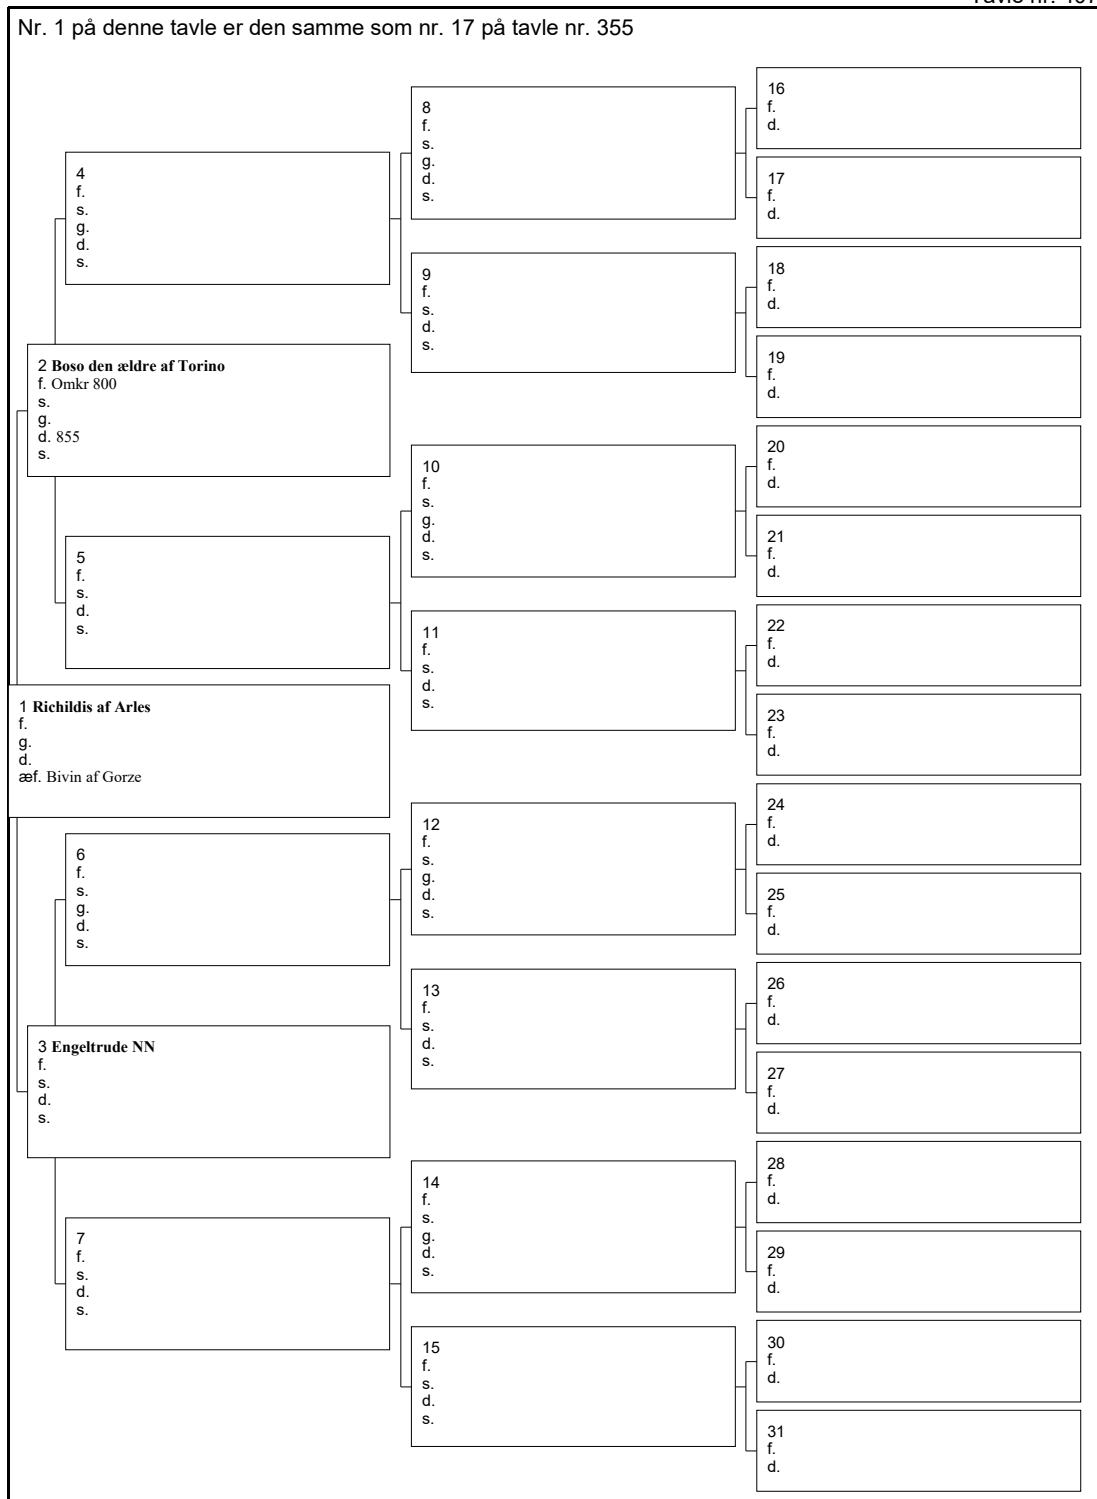 Nr. 1 på denne tavle er den samme som nr. 17 på tavle nr. 355
16
f.
d.
8
f.
s.
g.
d.
s.
17
f.
d.
4
f.
s.
g.
d.
s.
18
f.
d.
9
f.
s.
d.
s.
19
f.
d.
2 Boso den ældre af Torino
f. Omkr 800
s.
g.
d. 855
s.
20
f.
d.
10
f.
s.
g.
d.
s.
21
f.
d.
5
f.
s.
d.
s.
22
f.
d.
11
f.
s.
d.
s.
23
f.
d.
1 Richildis af Arles
f.
g.
d.
æf. Bivin af Gorze
24
f.
d.
12
f.
s.
g.
d.
s.
25
f.
d.
6
f.
s.
g.
d.
s.
26
f.
d.
13
f.
s.
d.
s.
27
f.
d.
3 Engeltrude NN
f.
s.
d.
s.
28
f.
d.
14
f.
s.
g.
d.
s.
29
f.
d.
7
f.
s.
d.
s.
30
f.
d.
15
f.
s.
d.
s.
31
f.
d.